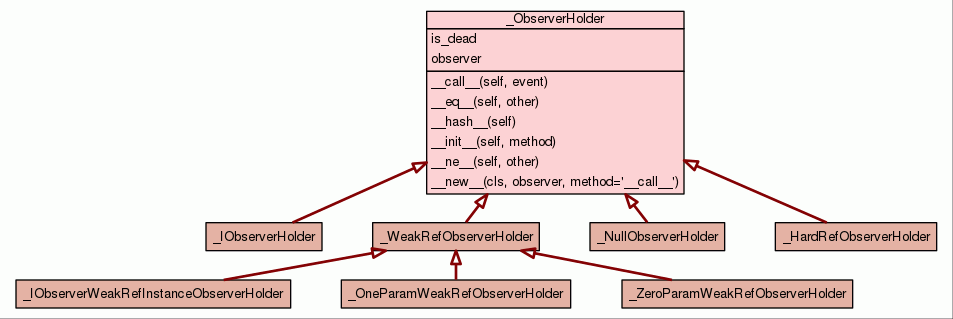 _ObserverHolder
is_dead
observer
__call__(self, event)
__eq__(self, other)
__hash__(self)
__init__(self, method)
__ne__(self, other)
__new__(cls, observer, method='__call__')
_IObserverHolder
_WeakRefObserverHolder
_NullObserverHolder
_HardRefObserverHolder
_IObserverWeakRefInstanceObserverHolder
_OneParamWeakRefObserverHolder
_ZeroParamWeakRefObserverHolder